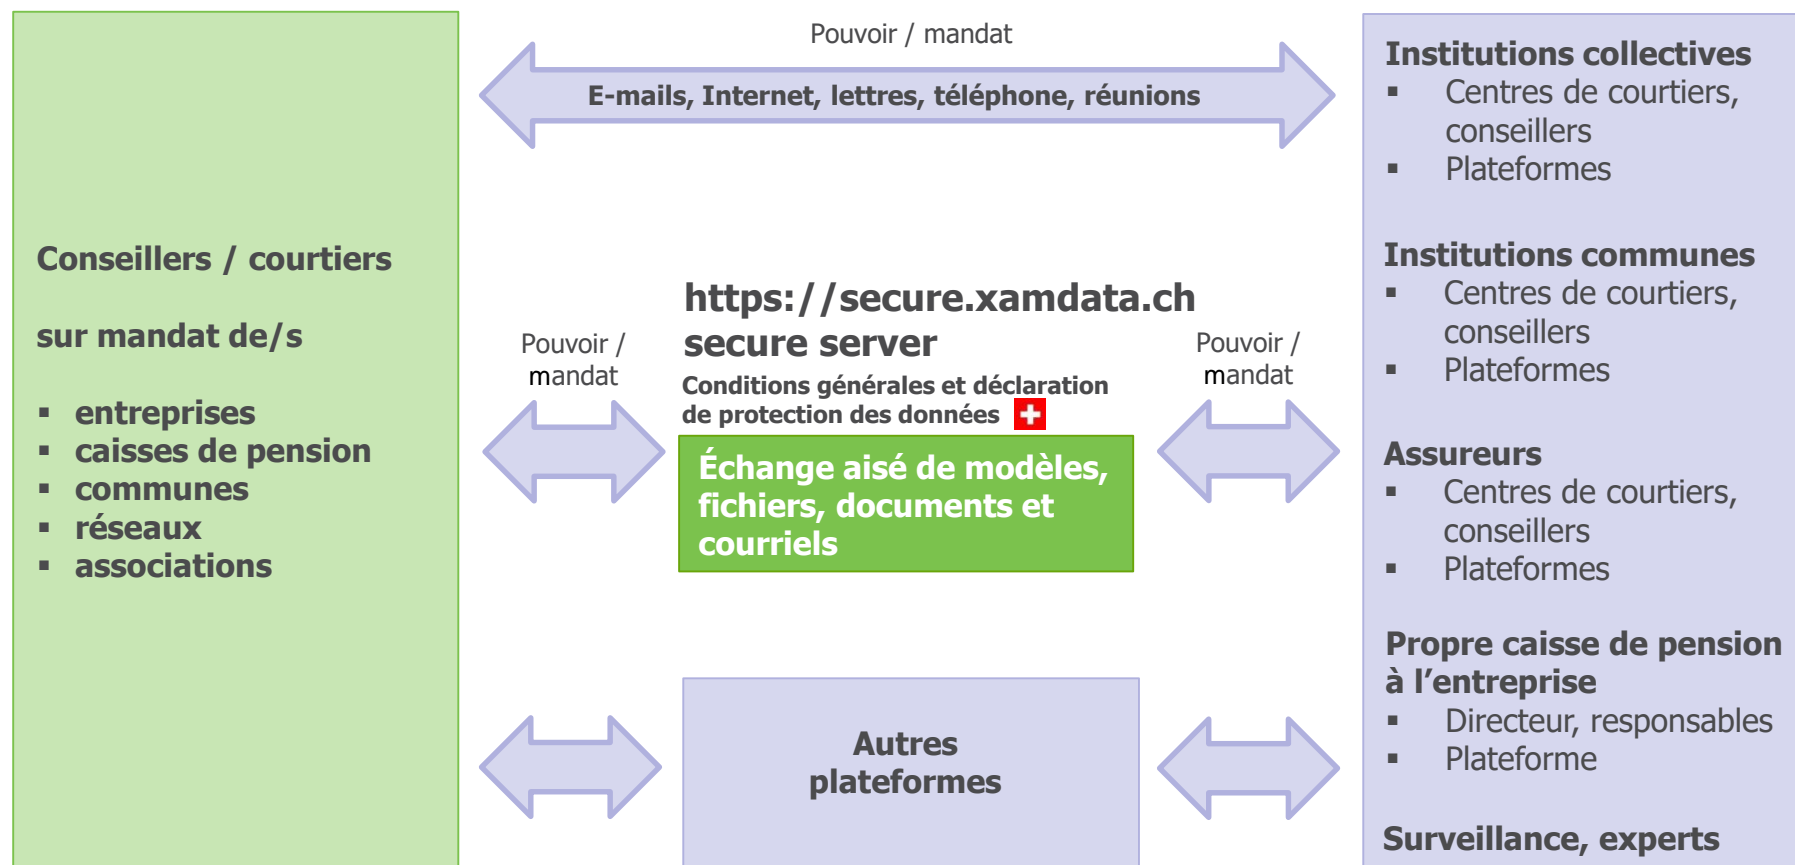 Conseillers / courtiers
sur mandat de/s
▪ entreprises
▪ caisses de pension
▪ communes
▪ réseaux
▪ associations
Pouvoir / mandat
E-mails, Internet, lettres, téléphone, réunions
Pouvoir /
mandat
https://secure.xamdata.ch
secure server
Conditions générales et déclaration
de protection des données
Échange aisé de modèles,
fichiers, documents et
courriels
Pouvoir /
mandat
Autres
plateformes
Institutions collectives
▪ Centres de courtiers,
conseillers
▪ Plateformes
Institutions communes
▪ Centres de courtiers,
conseillers
▪ Plateformes
Assureurs
▪ Centres de courtiers,
conseillers
▪ Plateformes
Propre caisse de pension
à l’entreprise
▪ Directeur, responsables
▪ Plateforme
Surveillance, experts